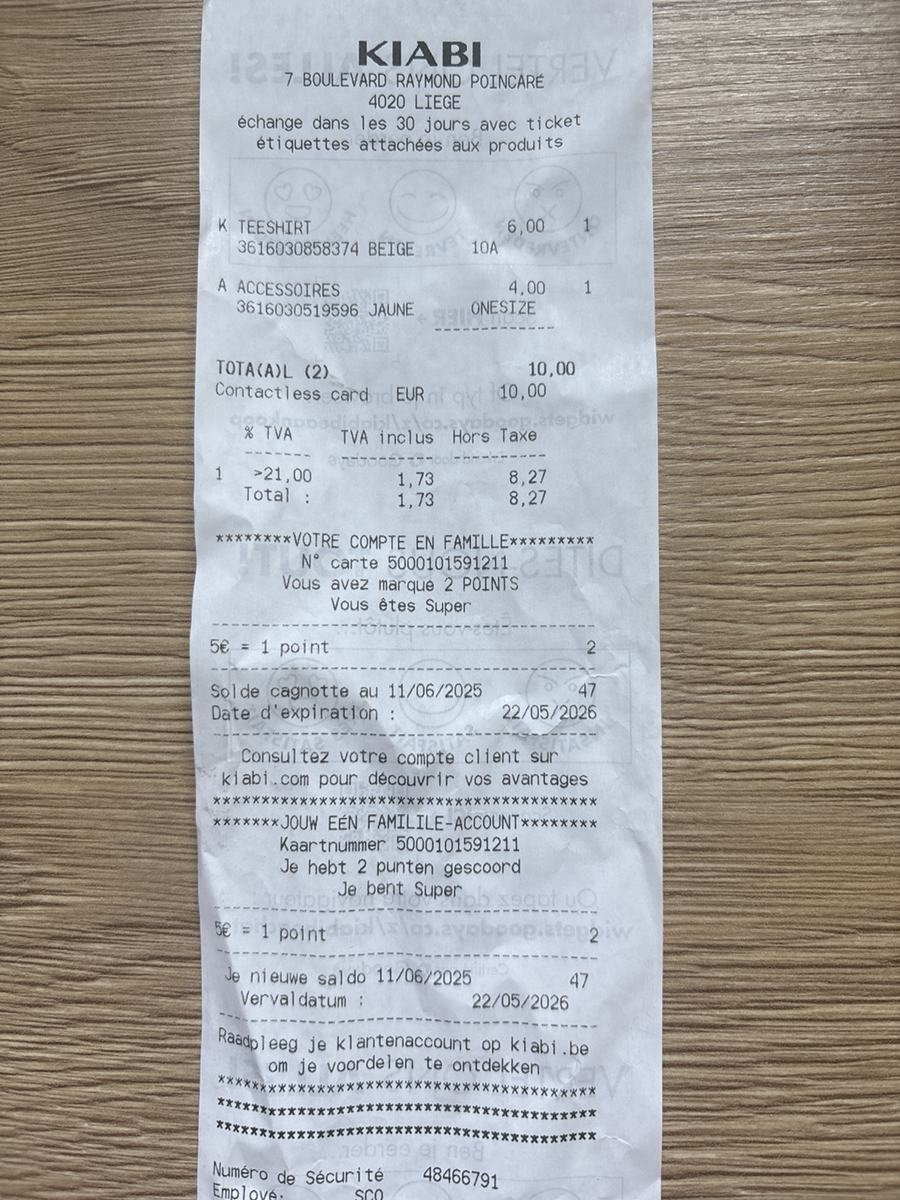 KIABI
7 BOULEVARD RAYMOND POINCARÉ
4020 LIEGE
échange dans les 30 jours avec ticket
étiquettes attachées aux produits
K TEESHIRT 6,00 1
3616030858374 BEIGE 10A
A ACCESSOIRES 4,00 1
3616030519596 JAUNE ONESIZE
TOTA(A)L (2) 10,00
Contactless card EUR 10,00
% TVA TVA inclus Hors Taxe
1 >21,00 1,73 8,27
Total : 1,73 8,27
********VOTRE COMPTE EN FAMILLE*********
N° carte 5000101591211
Vous avez marque 2 POINTS
Vous êtes Super
5€ = 1 point 2
Solde cagnotte au 11/06/2025 47
Date d'expiration : 22/05/2026
Consultez votre compte client sur
kiabi.com pour découvrir vos avantages
****************************************
*******JOUW EÉN FAMILILE-ACCOUNT********
Kaartnummer 5000101591211
Je hebt 2 punten gescoord
Je bent Super
5€ = 1 point 2
Je nieuwe saldo 11/06/2025 47
Vervaldatum : 22/05/2026
Raadpleeg je klantenaccount op kiabi.be
om je voordelen te ontdekken
****************************************
****************************************
****************************************
Numéro de Sécurité 48466791
Employé: SCO